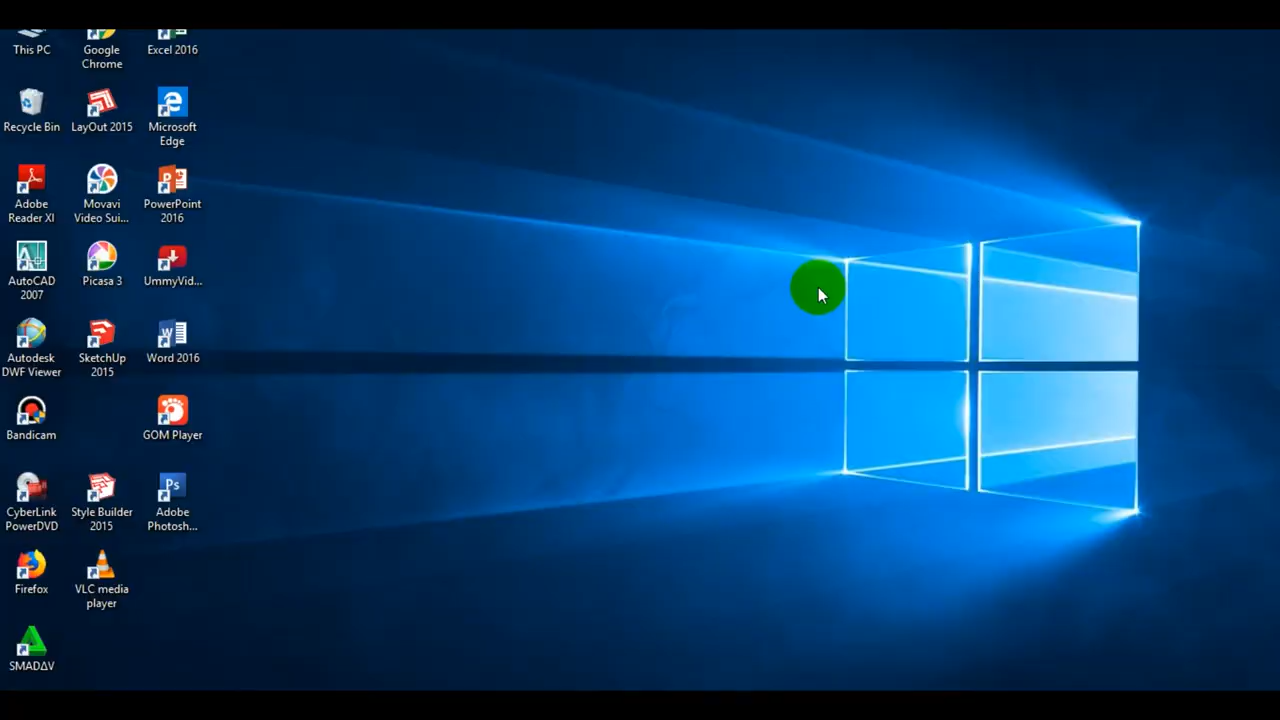 This PC
Google
Chrome
Excel 2016
Recycle Bin
LayOut 2015
Microsoft
Edge
Adobe
Reader XI
Movavi
Video Sui...
PowerPoint
2016
AutoCAD
2007
Picasa 3
UmmyVid...
Autodesk
DWF Viewer
SketchUp
2015
Word 2016
Bandicam
GOM Player
CyberLink
PowerDVD
Style Builder
2015
Ps
Adobe
Photosh...
Firefox
VLC media
player
SMADΔV